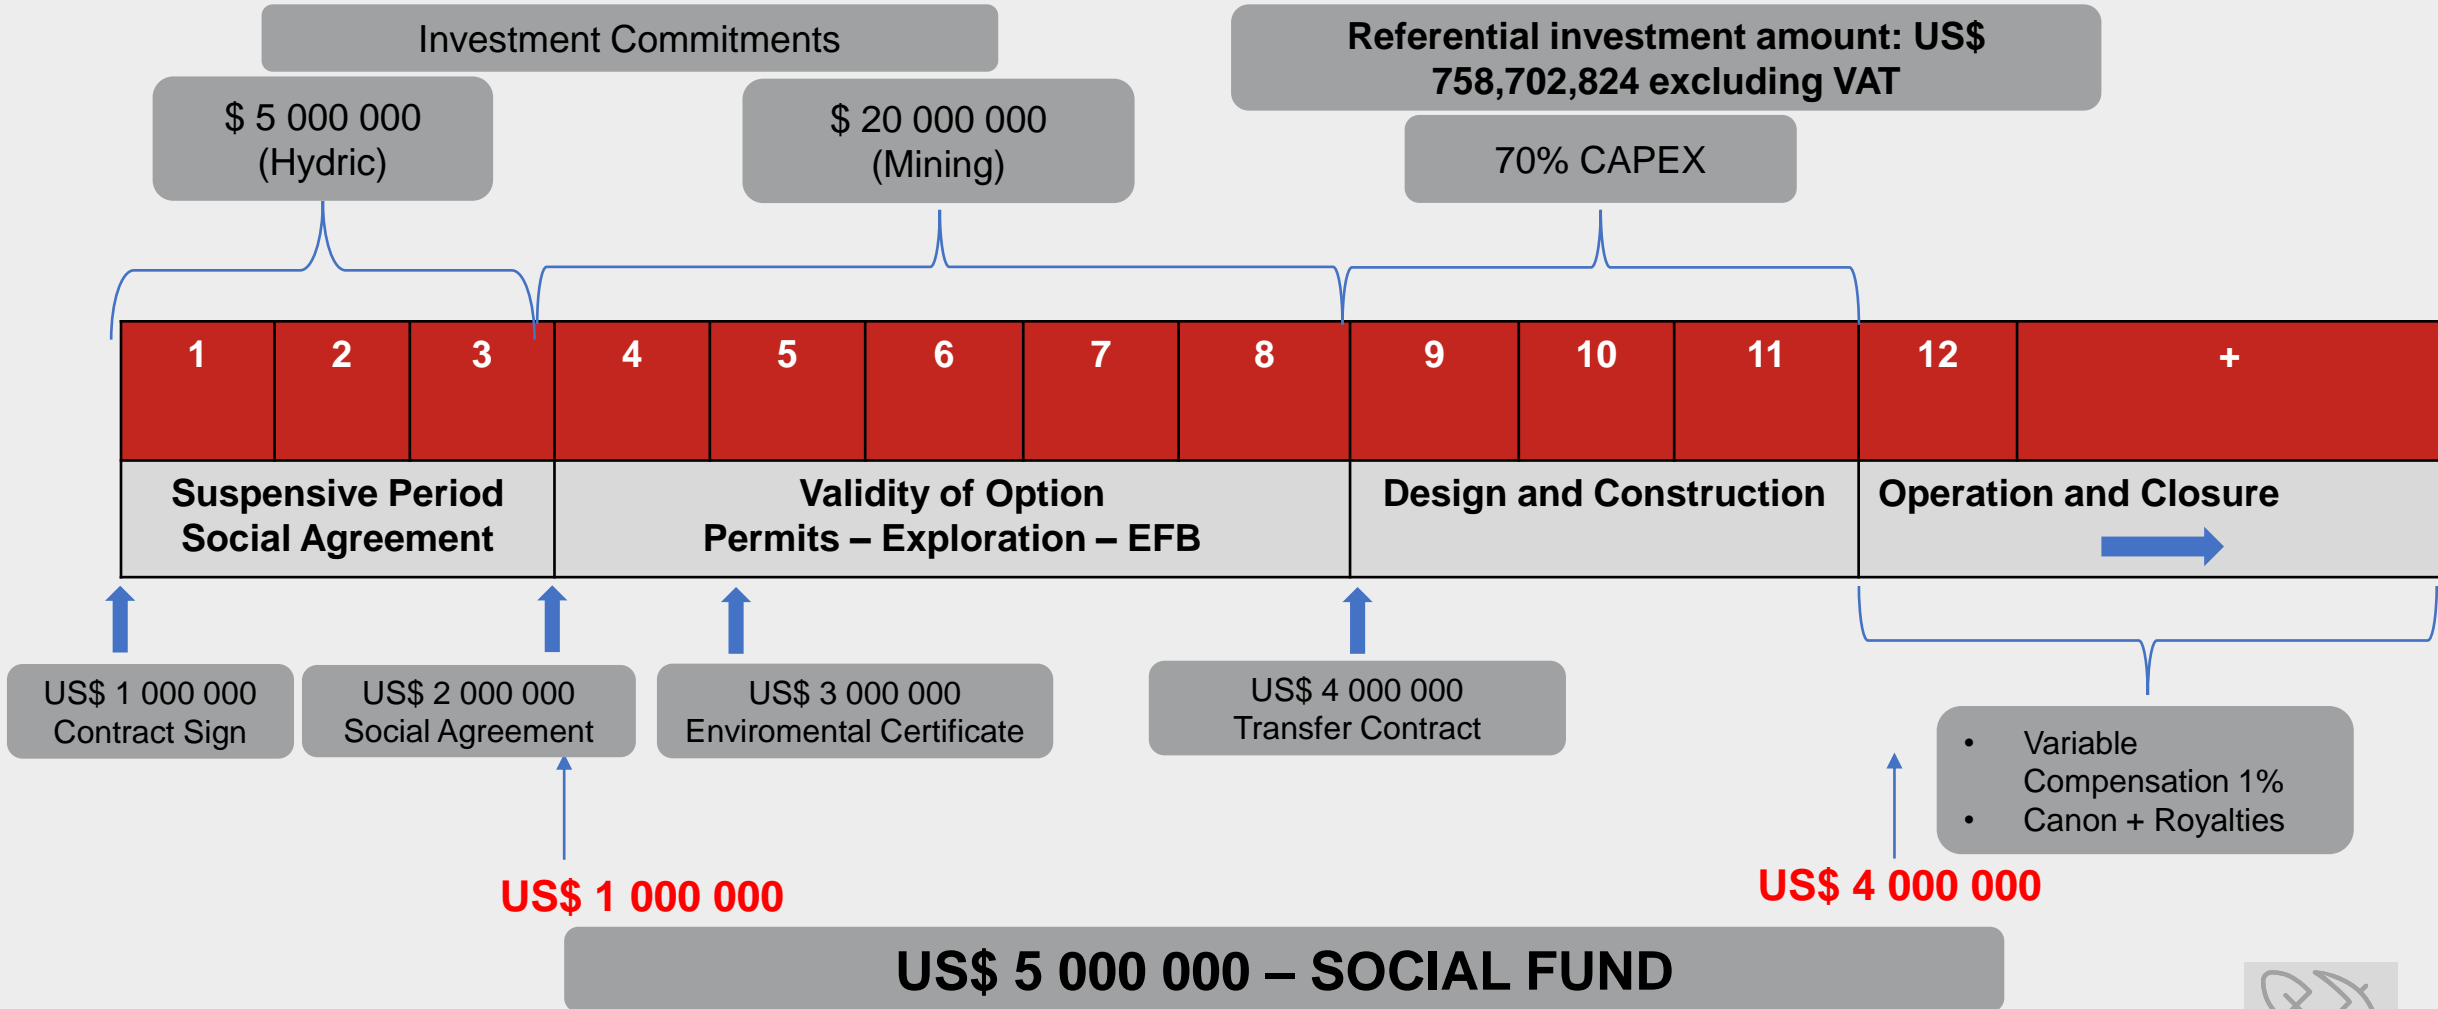 Investment Commitments
Referential investment amount: US$
758,702,824 excluding VAT
$ 5 000 000
(Hydric)
$ 20 000 000
(Mining)
70% CAPEX
1
2
3
4
5
6
7
8
9
10
11
12
+
Suspensive Period
Social Agreement
Validity of Option
Permits – Exploration – EFB
Design and Construction
Operation and Closure
US$ 1 000 000
Contract Sign
US$ 2 000 000
Social Agreement
US$ 3 000 000
Enviromental Certificate
US$ 4 000 000
Transfer Contract
• Variable
Compensation 1%
• Canon + Royalties
US$ 1 000 000
US$ 4 000 000
US$ 5 000 000 – SOCIAL FUND